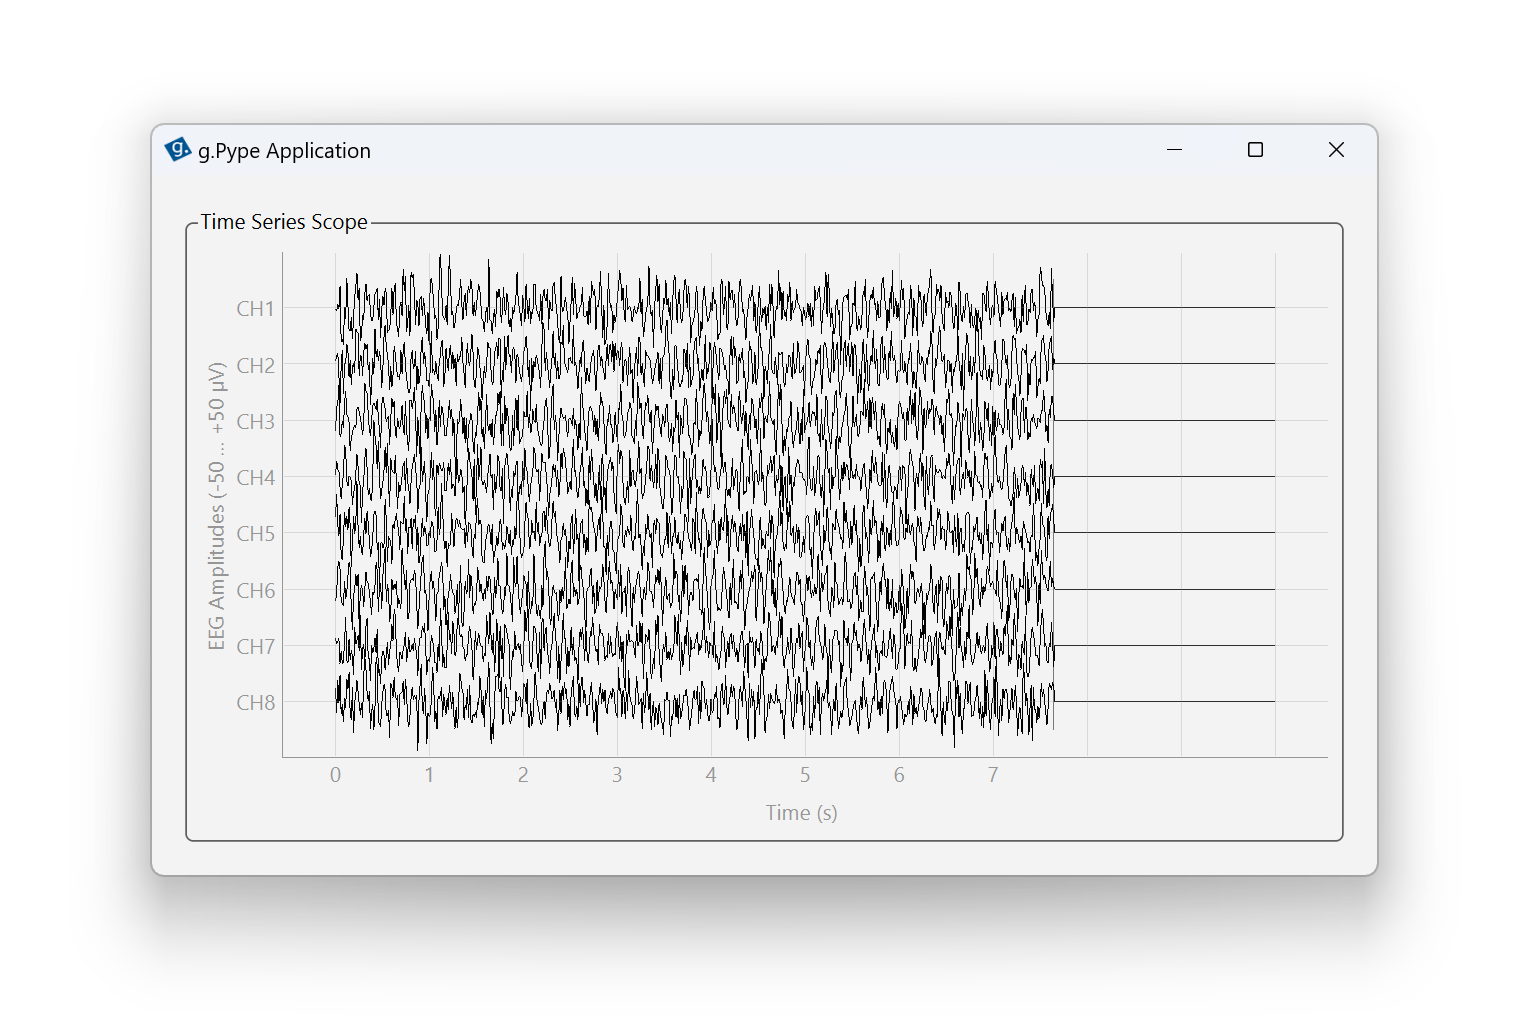 g. g.Pype Application
Time Series Scope
EEG Amplitudes (-50 ... +50 µV)
CH1
CH2
CH3
CH4
CH5
CH6
CH7
CH8
0 1 2 3 4 5 6 7
Time (s)